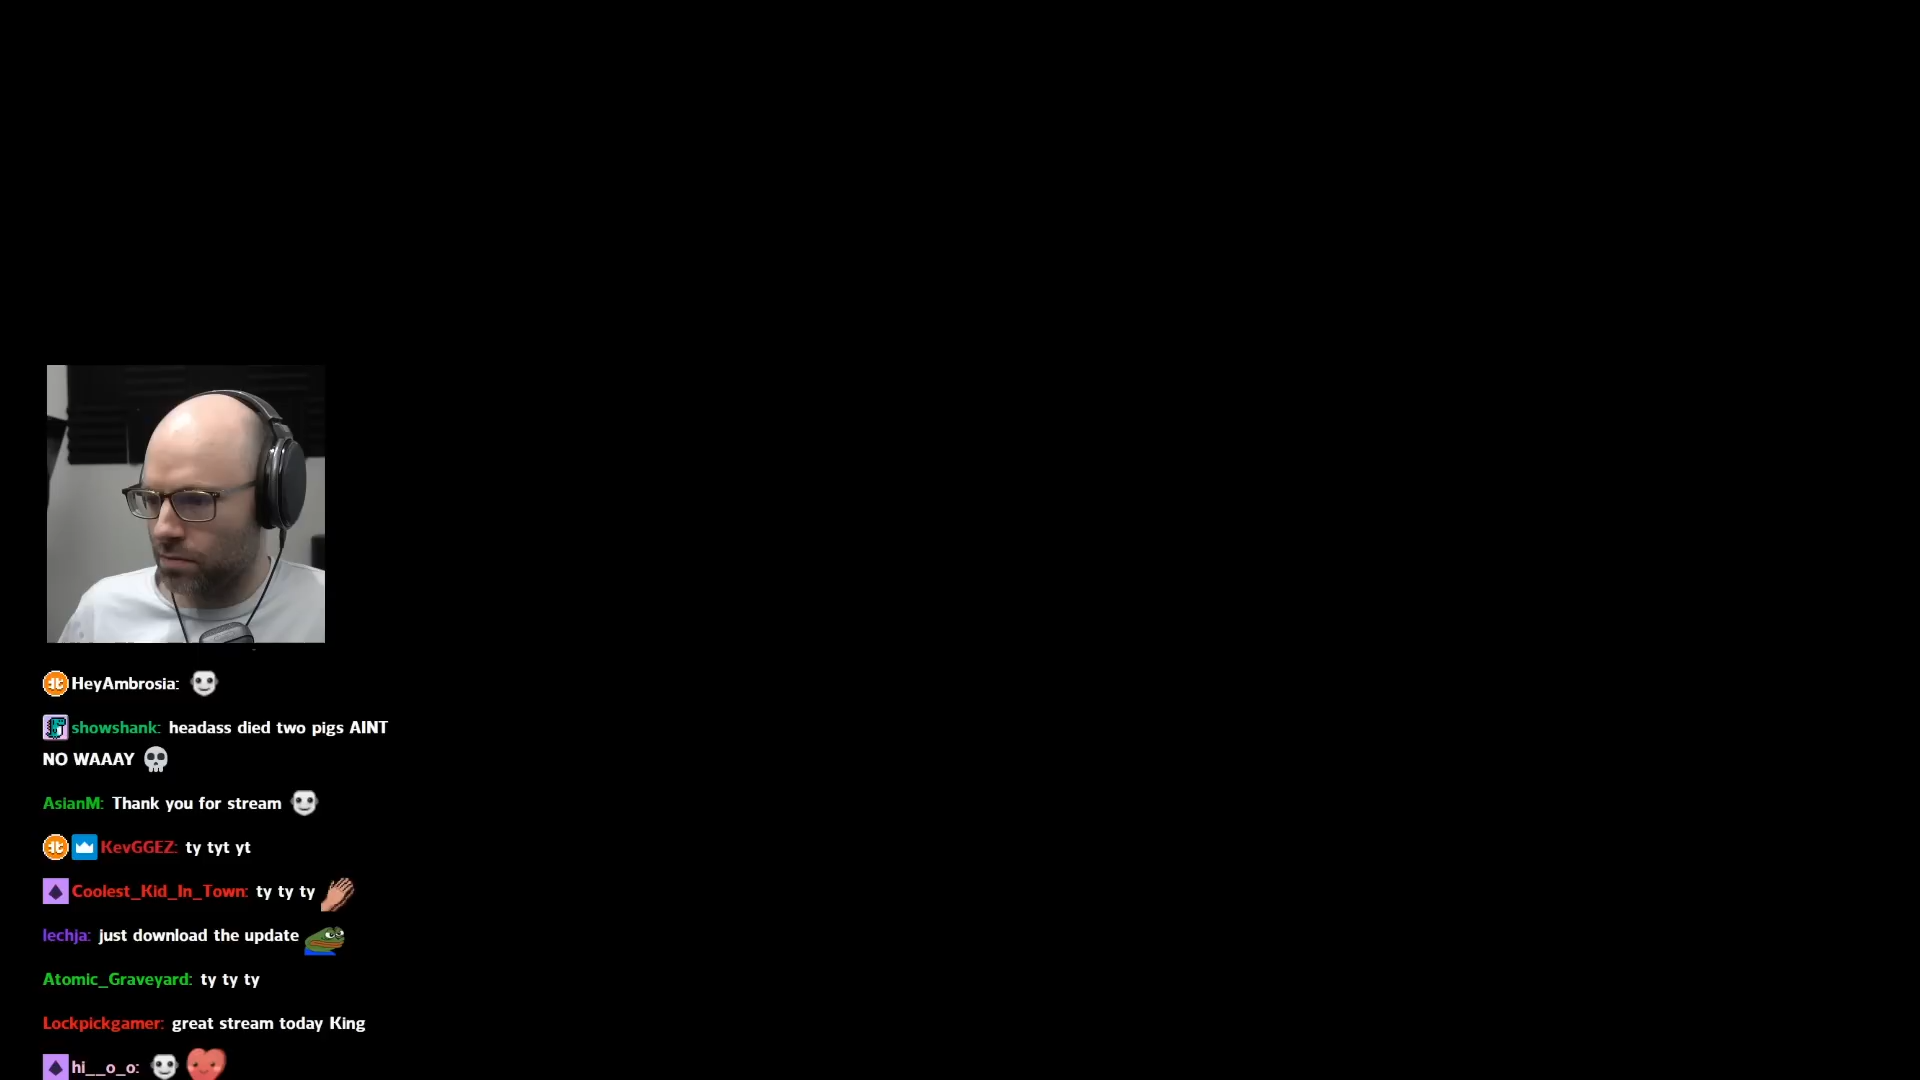 HeyAmbrosia:
showshank: headass died two pigs AINT
NO WAAAY
AsianM: Thank you for stream
KevGGEZ: ty tyt yt
Coolest_Kid_In_Town: ty ty ty
lechja: just download the update
Atomic_Graveyard: ty ty ty
Lockpickgamer: great stream today King
hi__o_o: